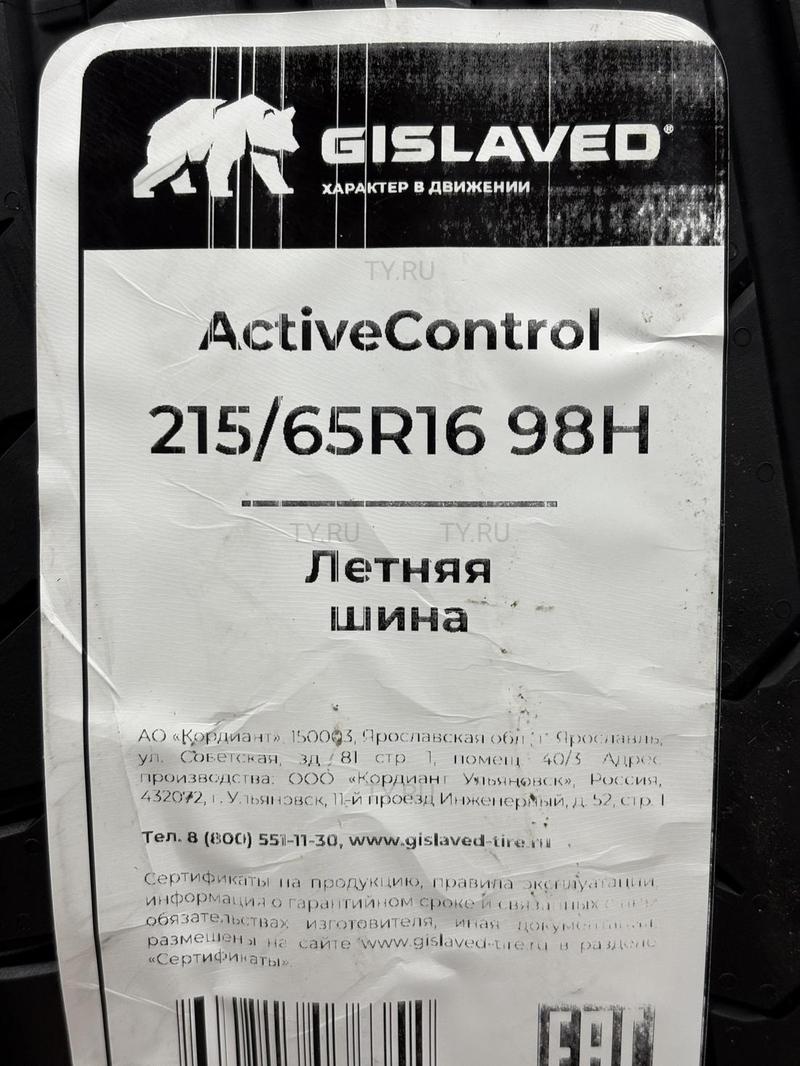 GISLAVED®
ХАРАКТЕР В ДВИЖЕНИИ
TY.RU
ActiveControl
215/65R16 98H
TY.RU TY.RU
Летняя
шина
АО «Кордиант», 150003, Ярославская обл., г. Ярославль,
ул. Советская, зд. 81 стр. 1, помещ. 40/3 Адрес
производства: ООО «Кордиант Ульяновск», Россия,
TY.RU
432072, г. Ульяновск, 11-й проезд Инженерный, д. 52, стр. 1
Тел. 8 (800) 551-11-30, www.gislaved-tire.ru
Сертификаты на продукцию, правила эксплуатации,
информация о гарантийном сроке и связанных с ним
обязательствах изготовителя, иная документация
размещены на сайте www.gislaved-tire.ru в разделе
«Сертификаты».
EAC